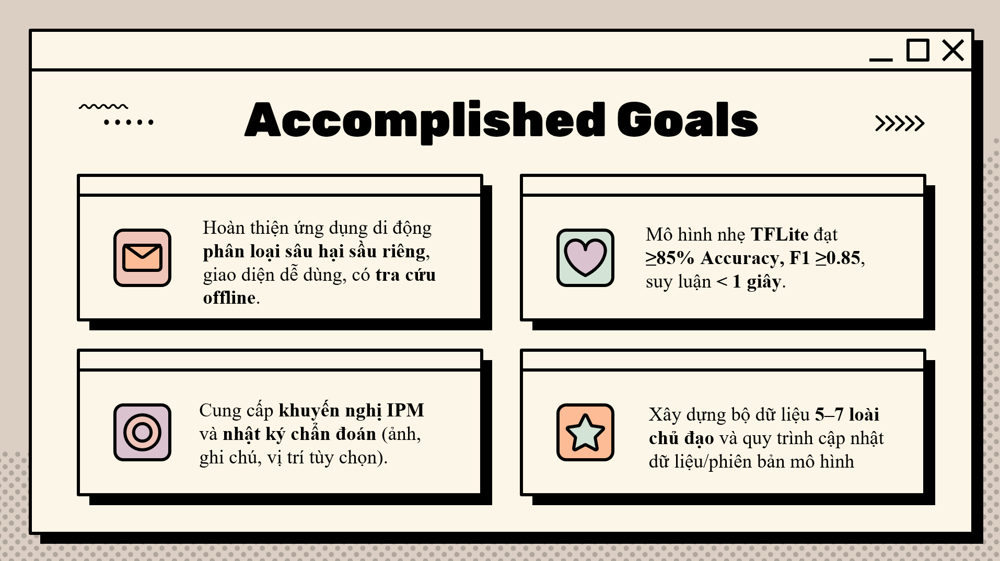 Accomplished Goals
Hoàn thiện ứng dụng di động
phân loại sâu hại sầu riêng,
giao diện dễ dùng, có tra cứu
offline.
Mô hình nhẹ TFLite đạt
≥85% Accuracy, F1 ≥0.85,
suy luận < 1 giây.
Cung cấp khuyến nghị IPM
và nhật ký chẩn đoán (ảnh,
ghi chú, vị trí tùy chọn).
Xây dựng bộ dữ liệu 5–7 loài
chủ đạo và quy trình cập nhật
dữ liệu/phiên bản mô hình